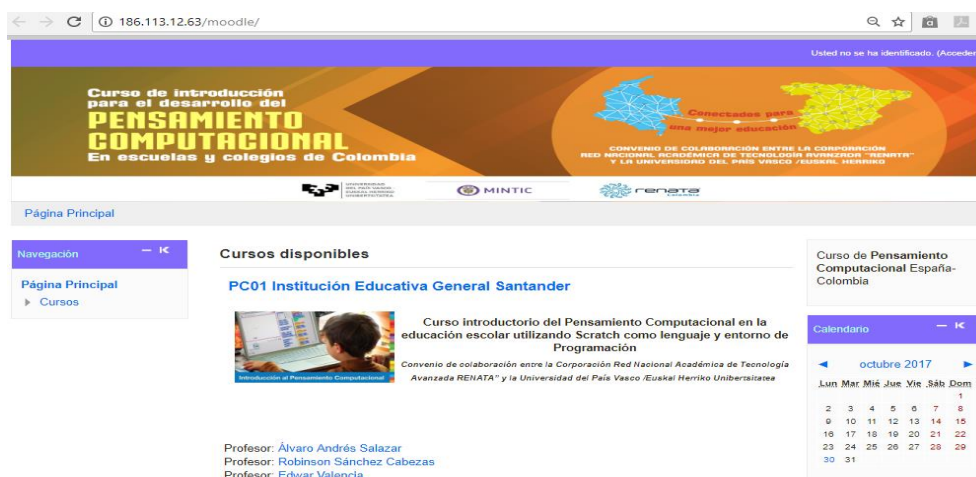 186.113.12.63/moodle/
Usted no se ha identificado. (Acceder
Curso de introducción
para el desarrollo del
PENSAMIENTO
COMPUTACIONAL
En escuelas y colegios de Colombia
Conectados para
una mejor educación
CONVENIO DE COLABORACIÓN ENTRE LA CORPORACIÓN
RED NACIONAL ACADÉMICA DE TECNOLOGÍA AVANZADA "RENATA"
Y LA UNIVERSIDAD DEL PAÍS VASCO /EUSKAL HERRIKO
UNIVERSIDAD
DEL PAÍS VASCO
EUSKAL HERRIKO
UNIBERTSITATEA
MINTIC
renata
Colombia
Página Principal
Navegación
Página Principal
Cursos
Cursos disponibles
PC01 Institución Educativa General Santander
Introducción al Pensamiento Computacional
Curso introductorio del Pensamiento Computacional en la
educación escolar utilizando Scratch como lenguaje y entorno de
Programación
Convenio de colaboración entre la Corporación Red Nacional Académica de Tecnología
Avanzada RENATA" y la Universidad del País Vasco /Euskal Herriko Unibertsitatea
Profesor: Álvaro Andrés Salazar
Profesor: Robinson Sánchez Cabezas
Profesor: Edwar Valencia
Curso de Pensamiento
Computacional España-
Colombia
Calendario
octubre 2017
Lun Mar Mié Jue Vie Sáb Dom
1
2 3 4 5 6 7 8
9 10 11 12 13 14 15
16 17 18 19 20 21 22
23 24 25 26 27 28 29
30 31